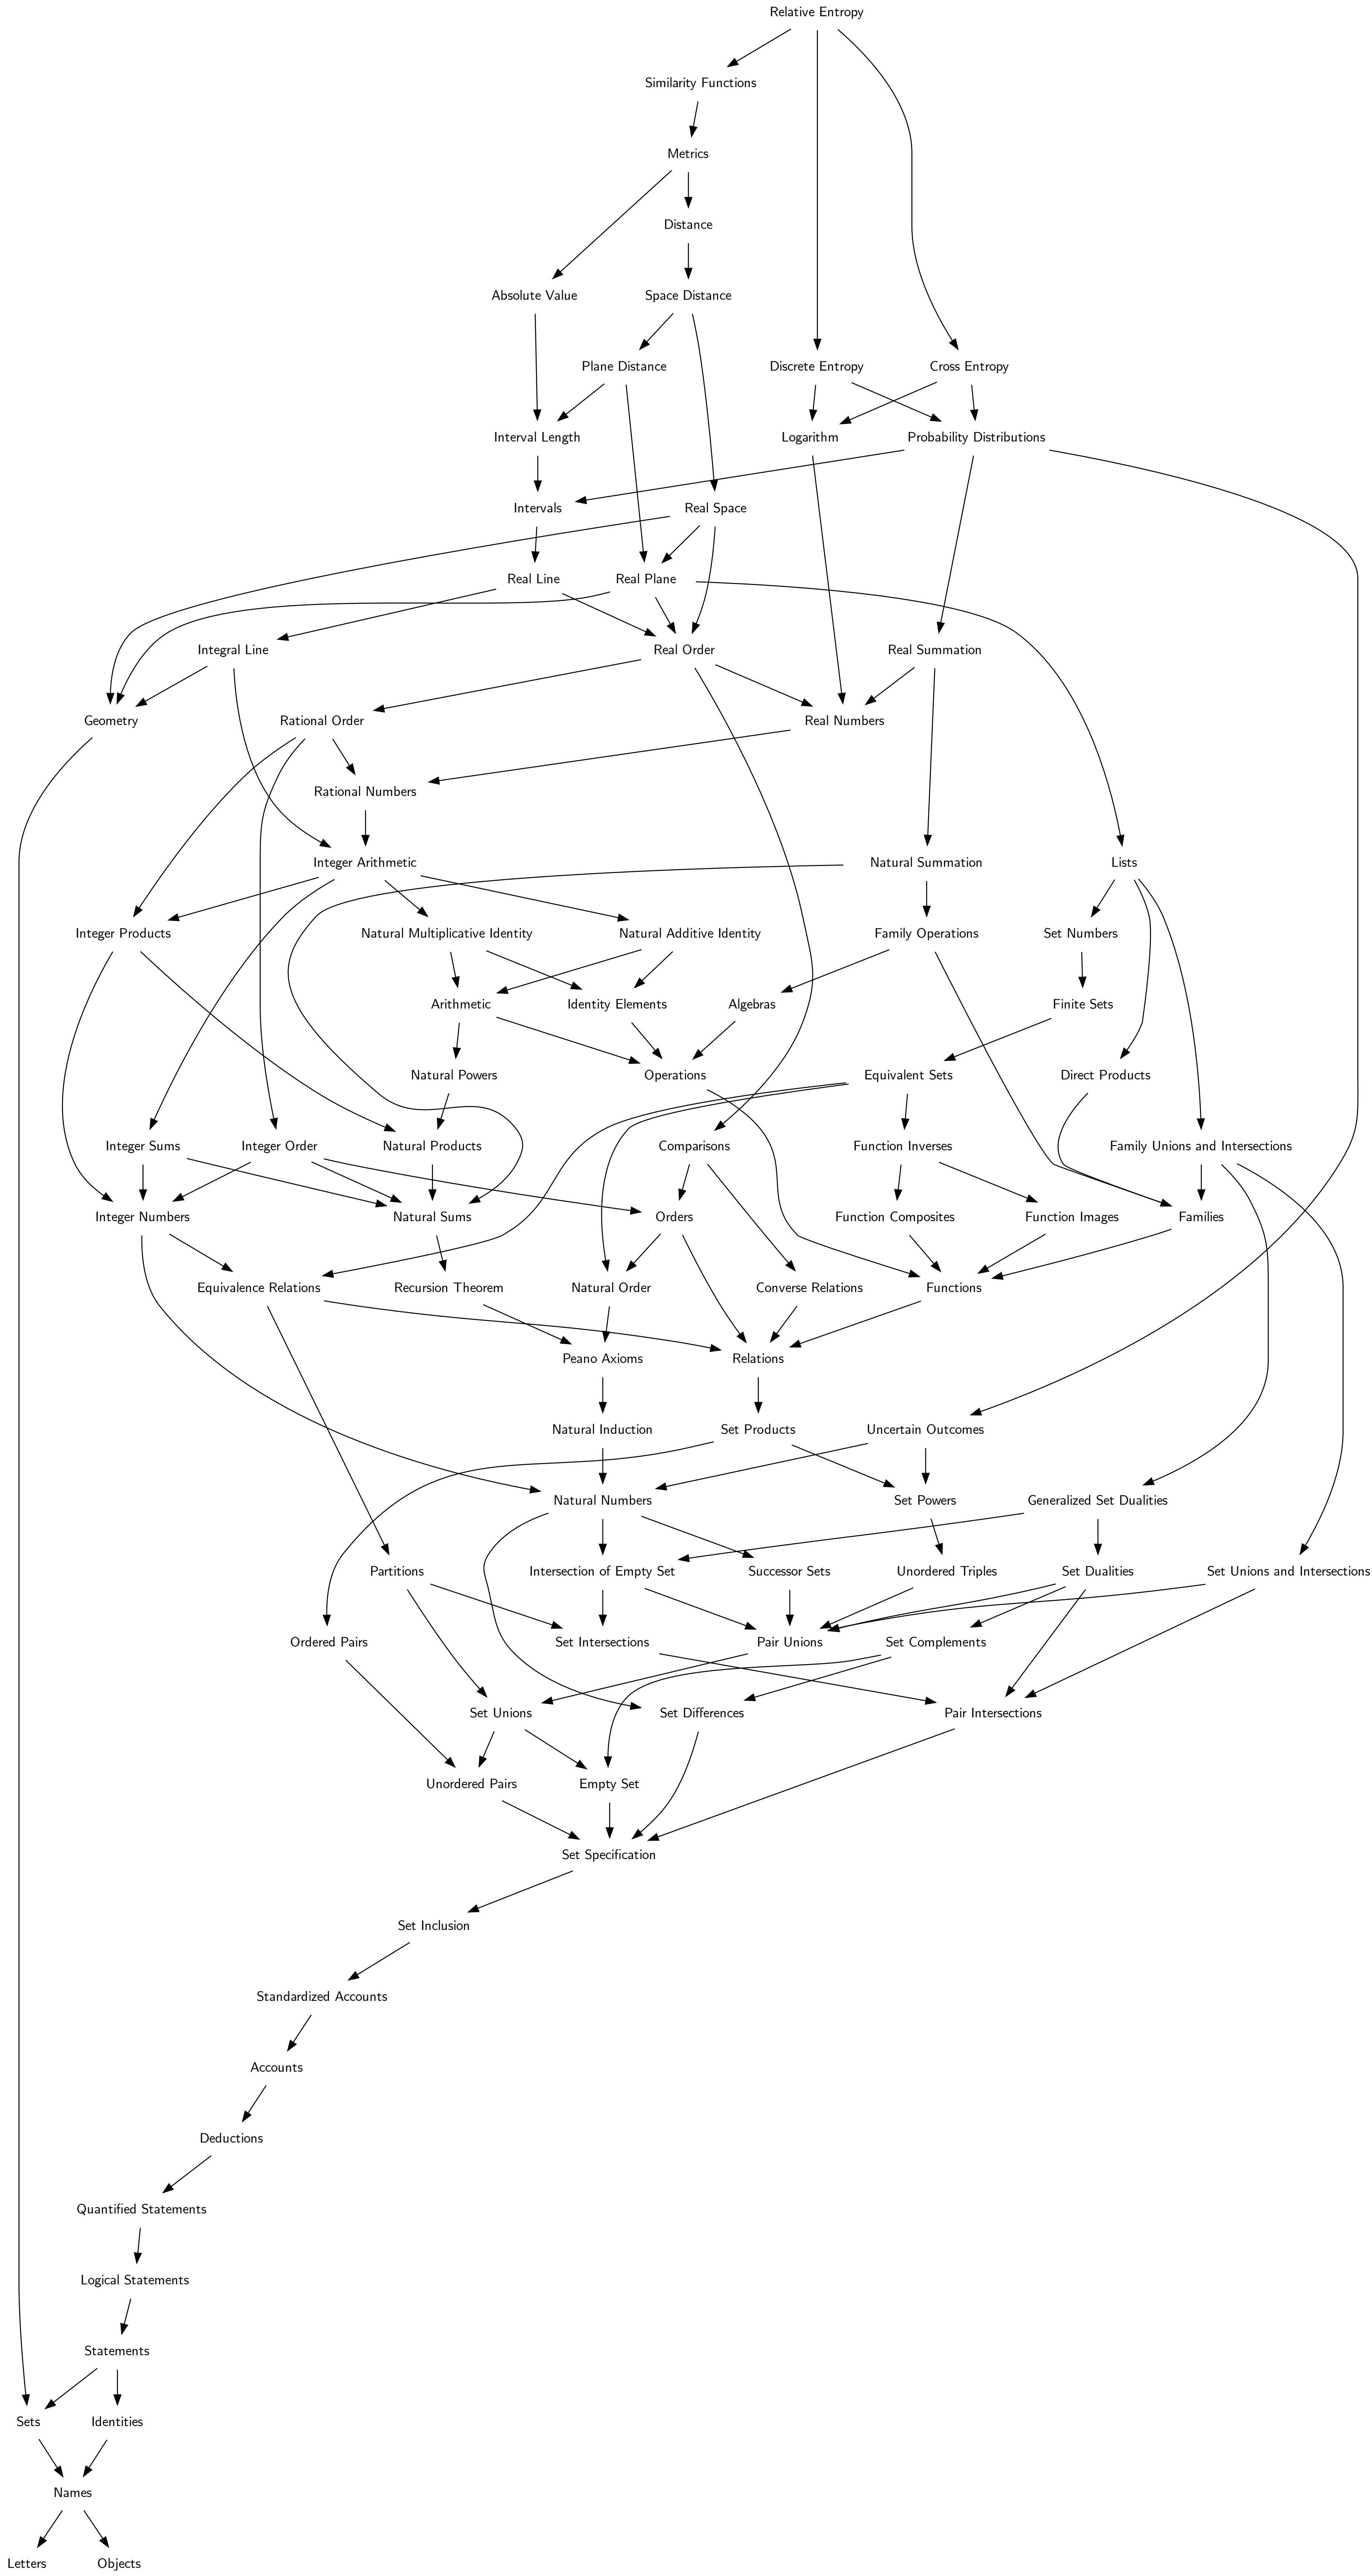 Relative Entropy
Similarity Functions
Metrics
Distance
Absolute Value
Space Distance
Plane Distance
Discrete Entropy
Cross Entropy
Interval Length
Logarithm
Probability Distributions
Intervals
Real Space
Real Line
Real Plane
Integral Line
Real Order
Real Summation
Geometry
Rational Order
Real Numbers
Rational Numbers
Integer Arithmetic
Natural Summation
Lists
Integer Products
Natural Multiplicative Identity
Natural Additive Identity
Family Operations
Set Numbers
Arithmetic
Identity Elements
Algebras
Finite Sets
Natural Powers
Operations
Equivalent Sets
Direct Products
Integer Sums
Integer Order
Natural Products
Comparisons
Function Inverses
Family Unions and Intersections
Integer Numbers
Natural Sums
Orders
Function Composites
Function Images
Families
Equivalence Relations
Recursion Theorem
Natural Order
Converse Relations
Functions
Peano Axioms
Relations
Natural Induction
Set Products
Uncertain Outcomes
Natural Numbers
Set Powers
Generalized Set Dualities
Partitions
Intersection of Empty Set
Successor Sets
Unordered Triples
Set Dualities
Set Unions and Intersections
Ordered Pairs
Set Intersections
Pair Unions
Set Complements
Set Unions
Set Differences
Pair Intersections
Unordered Pairs
Empty Set
Set Specification
Set Inclusion
Standardized Accounts
Accounts
Deductions
Quantified Statements
Logical Statements
Statements
Sets
Identities
Names
Letters
Objects